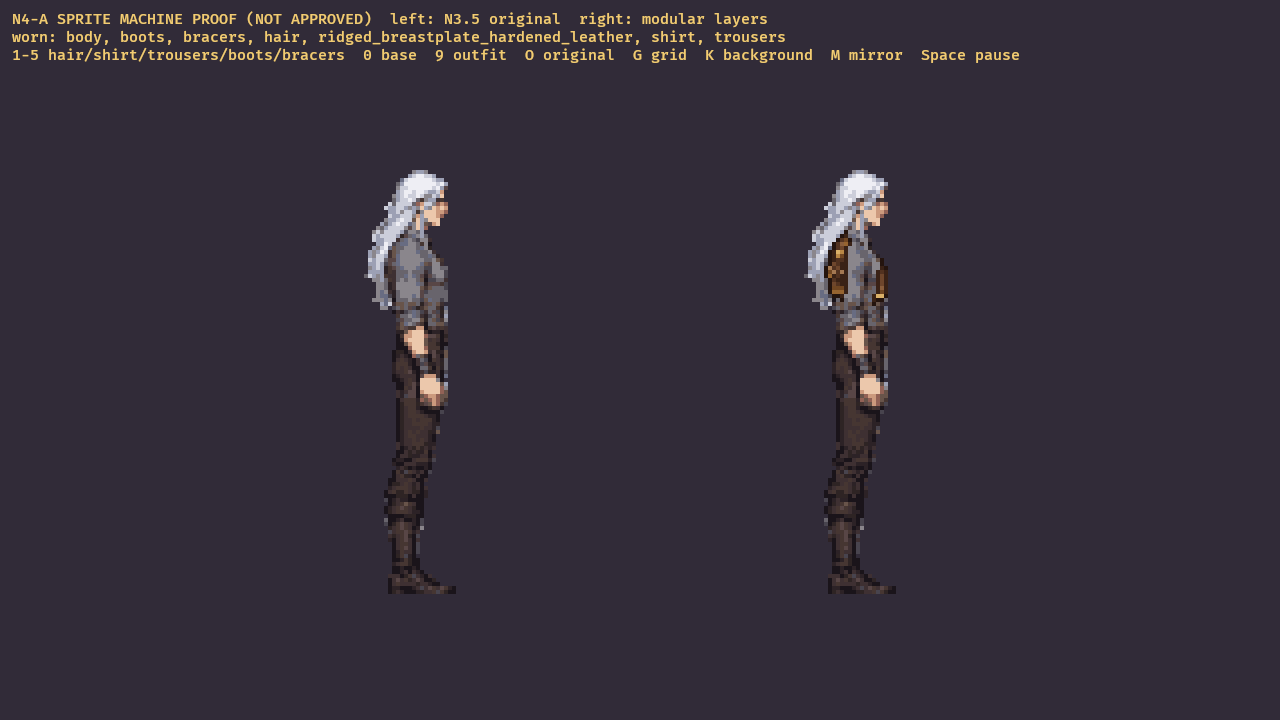 N4-A SPRITE MACHINE PROOF (NOT APPROVED)  left: N3.5 original  right: modular layers
worn: body, boots, bracers, hair, ridged_breastplate_hardened_leather, shirt, trousers
1-5 hair/shirt/trousers/boots/bracers  0 base  9 outfit  O original  G grid  K background  M mirror  Space pause